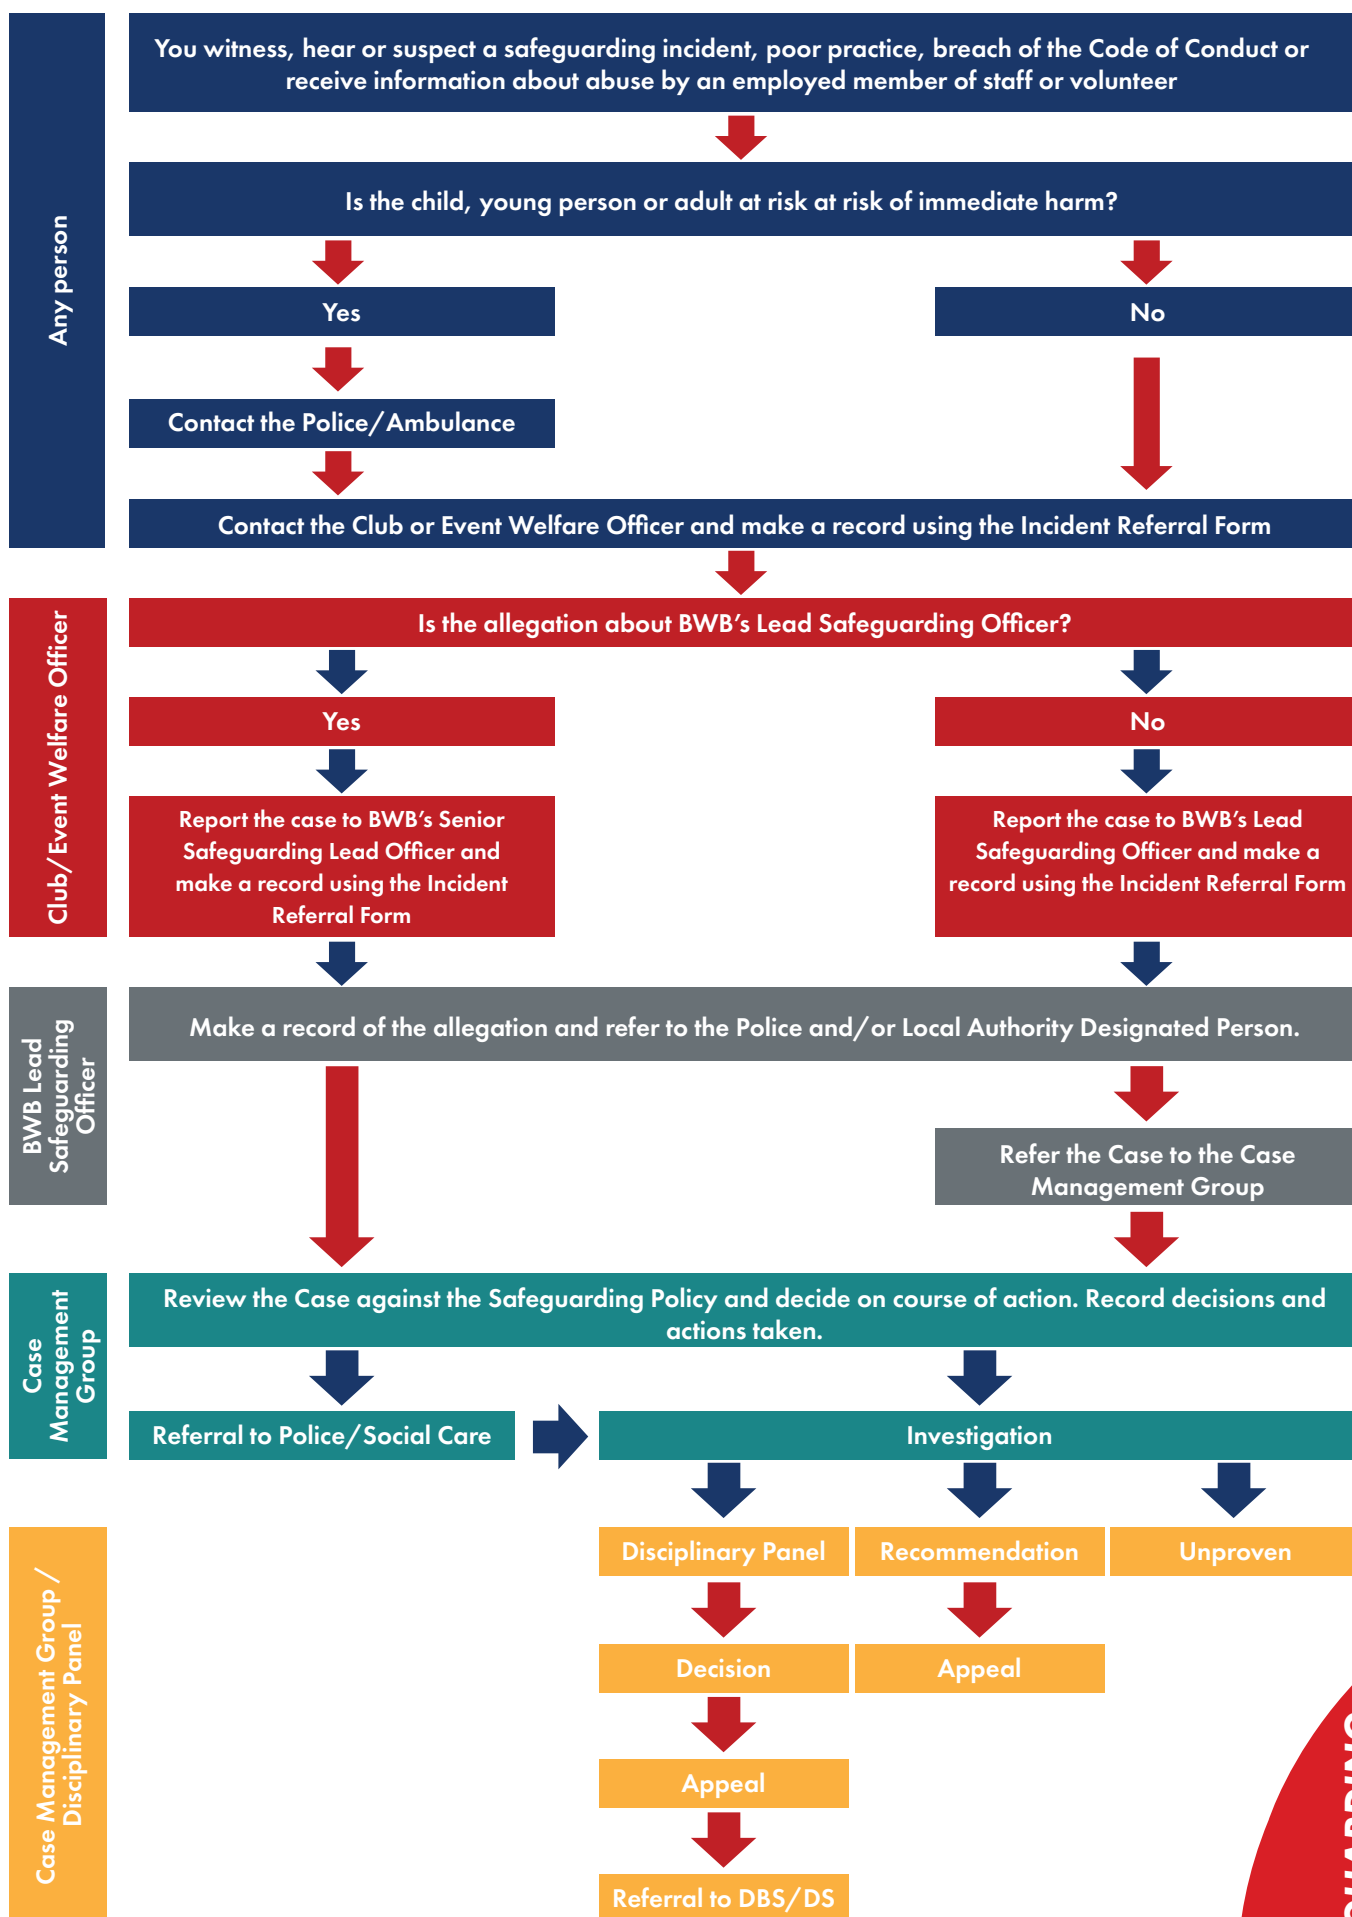 Any person
You witness, hear or suspect a safeguarding incident, poor practice, breach of the Code of Conduct or
receive information about abuse by an employed member of staff or volunteer
Is the child, young person or adult at risk at risk of immediate harm?
Yes
No
Contact the Police/Ambulance
Contact the Club or Event Welfare Officer and make a record using the Incident Referral Form
Club/Event Welfare Officer
Is the allegation about BWB's Lead Safeguarding Officer?
Yes
No
Report the case to BWB's Senior
Safeguarding Lead Officer and
make a record using the Incident
Referral Form
Report the case to BWB's Lead
Safeguarding Officer and make a
record using the Incident Referral Form
BWB Lead
Safeguarding
Officer
Make a record of the allegation and refer to the Police and/or Local Authority Designated Person.
Refer the Case to the Case
Management Group
Case
Management
Group
Review the Case against the Safeguarding Policy and decide on course of action. Record decisions and
actions taken.
Referral to Police/Social Care
Investigation
Case Management Group /
Disciplinary Panel
Disciplinary Panel
Recommendation
Unproven
Decision
Appeal
Appeal
Referral to DBS/DS